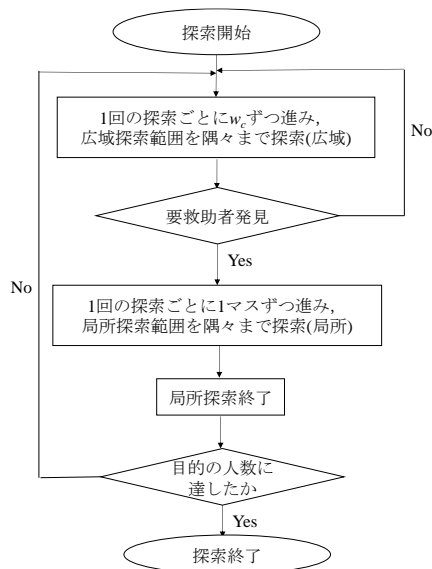 探索開始
1回の探索ごとにwcずつ進み,
広域探索範囲を隅々まで探索(広域)
No
要救助者発見
Yes
No
1回の探索ごとに1マスずつ進み,
局所探索範囲を隅々まで探索(局所)
局所探索終了
目的の人数に
達したか
Yes
探索終了